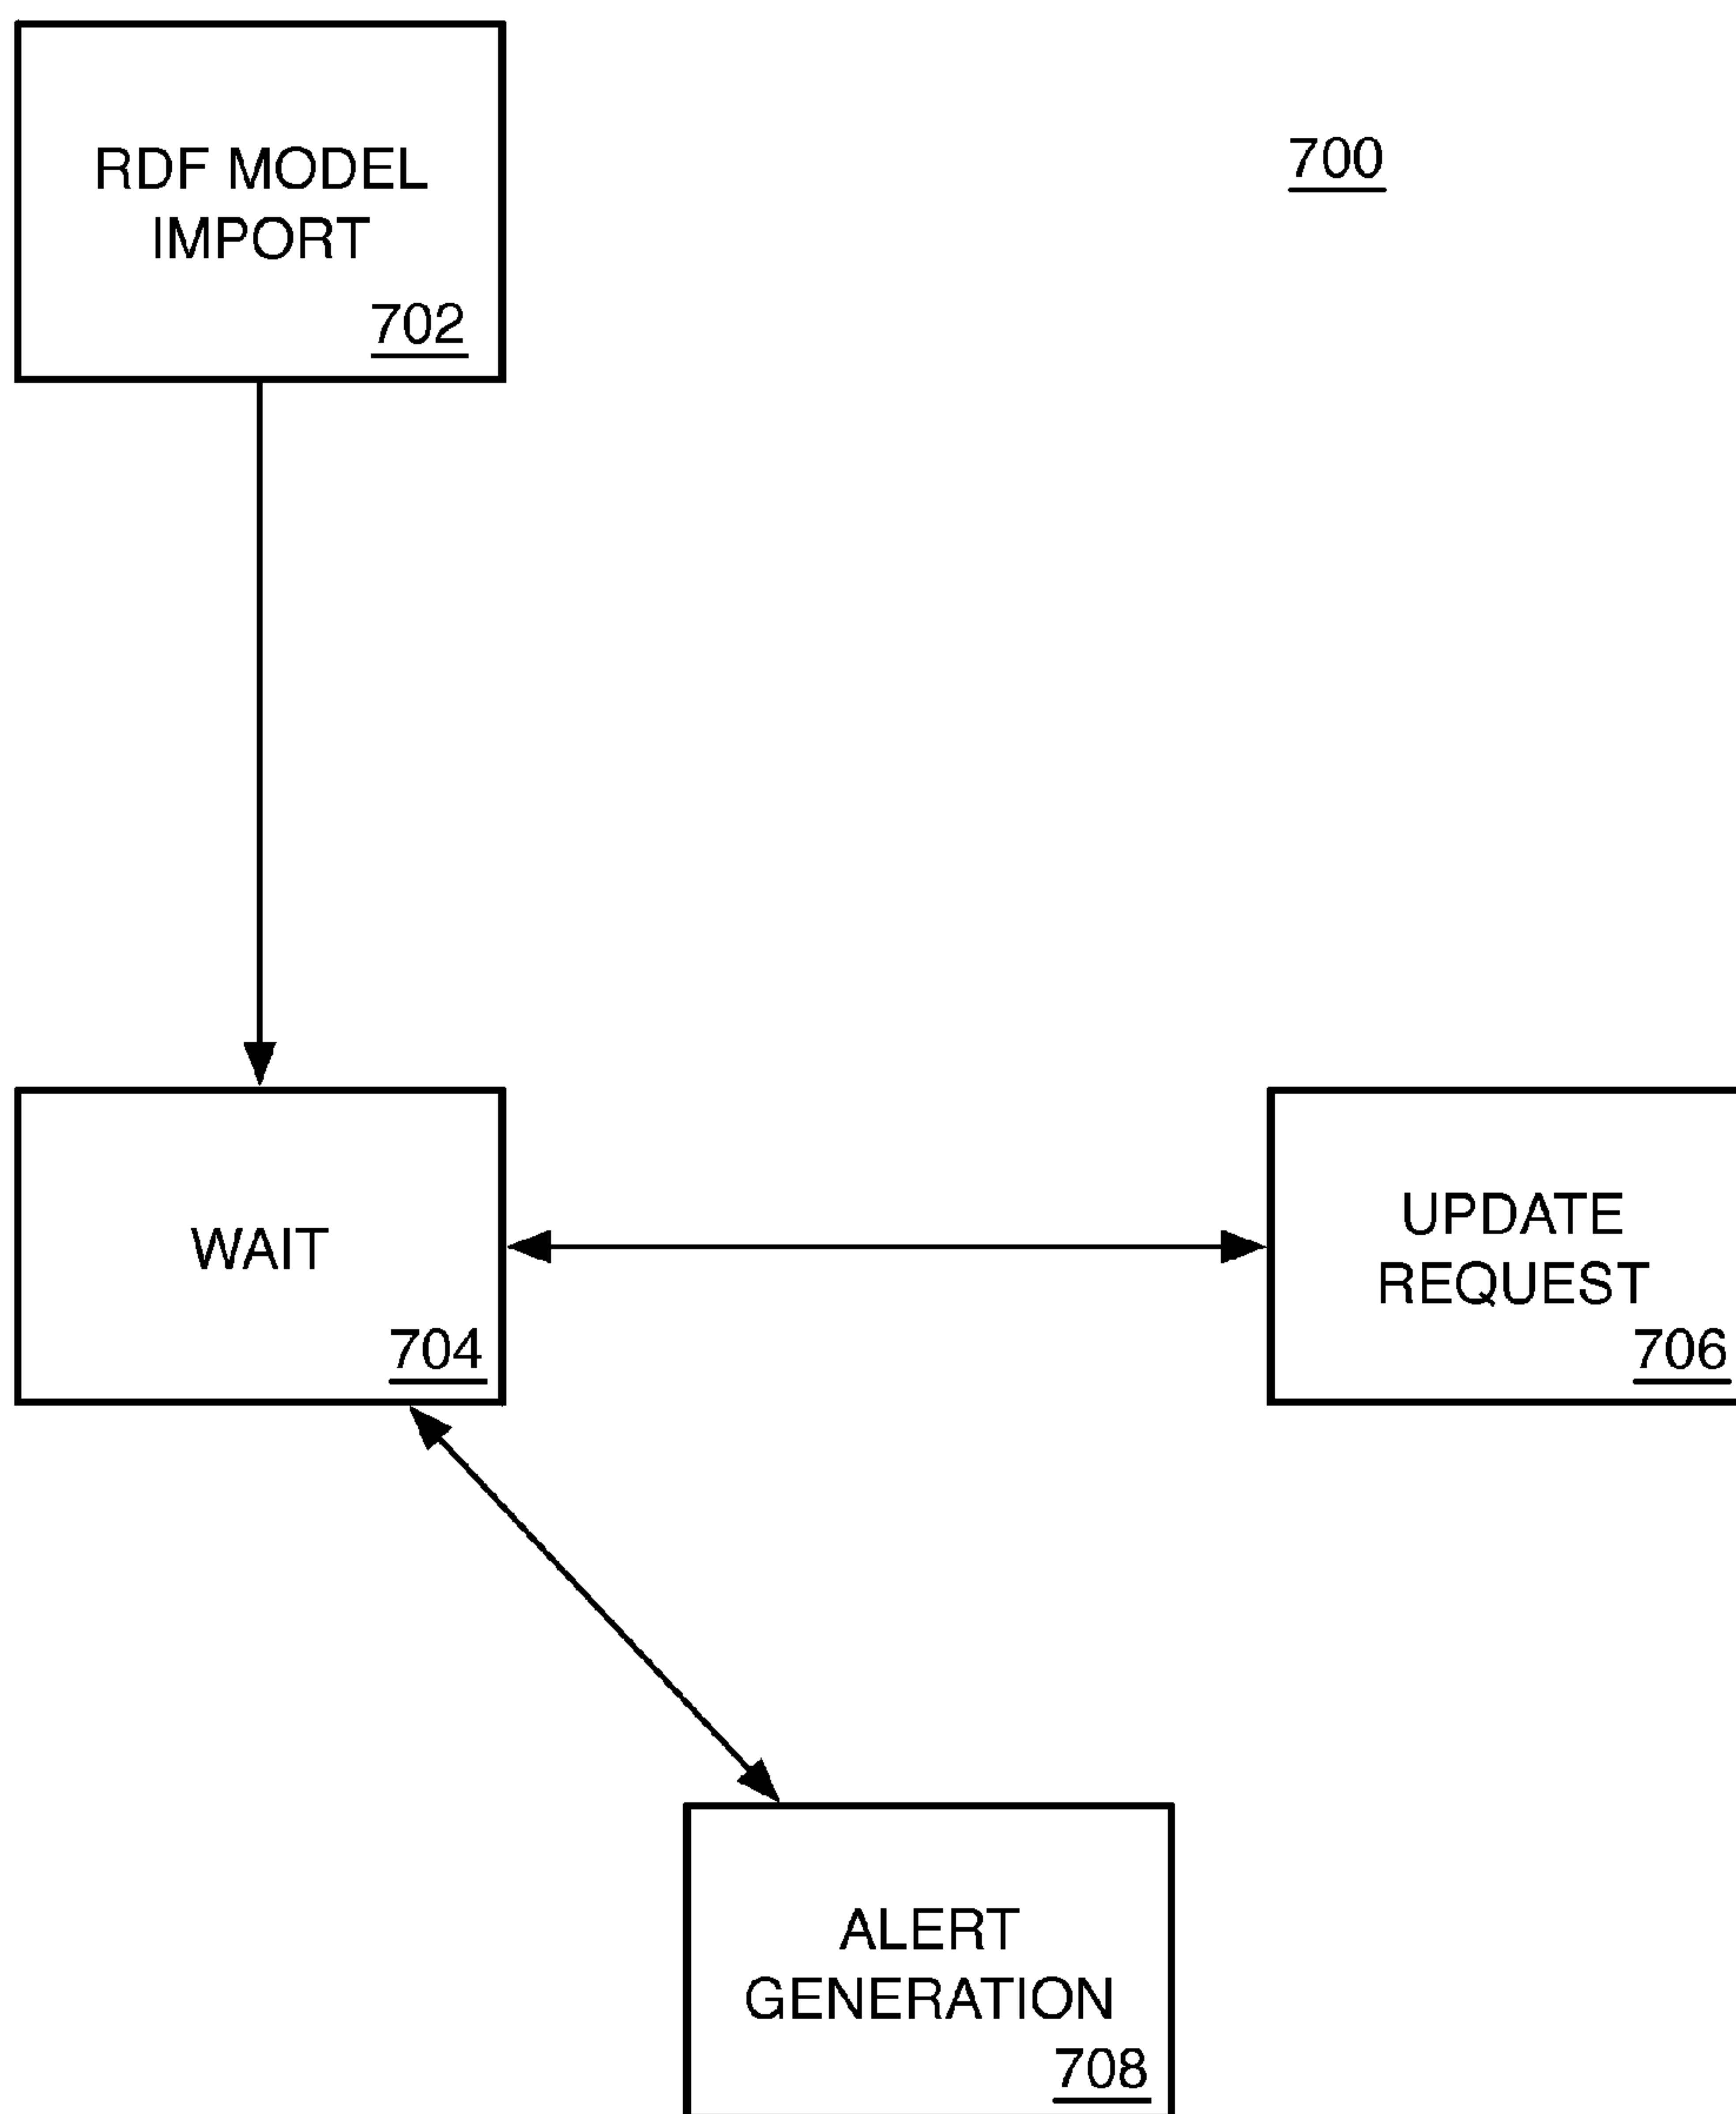 RDF MODEL
IMPORT
702
700
WAIT
704
UPDATE
REQUEST
706
ALERT
GENERATION
708